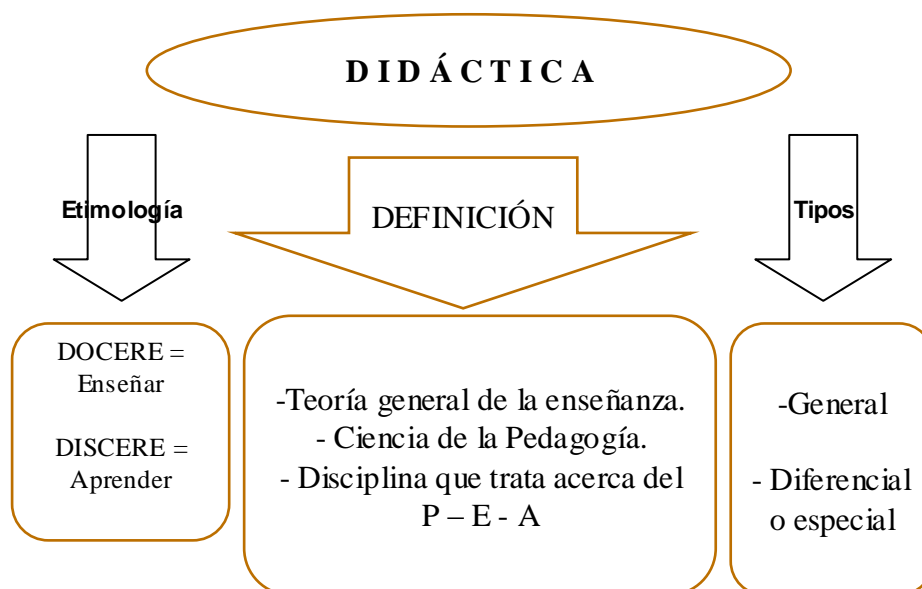 D I D Á C T I C A
Etimología
DEFINICIÓN
Tipos
DOCERE =
Enseñar
DISCERE =
Aprender
-Teoría general de la enseñanza.
- Ciencia de la Pedagogía.
- Disciplina que trata acerca del
P – E - A
-General
- Diferencial
o especial